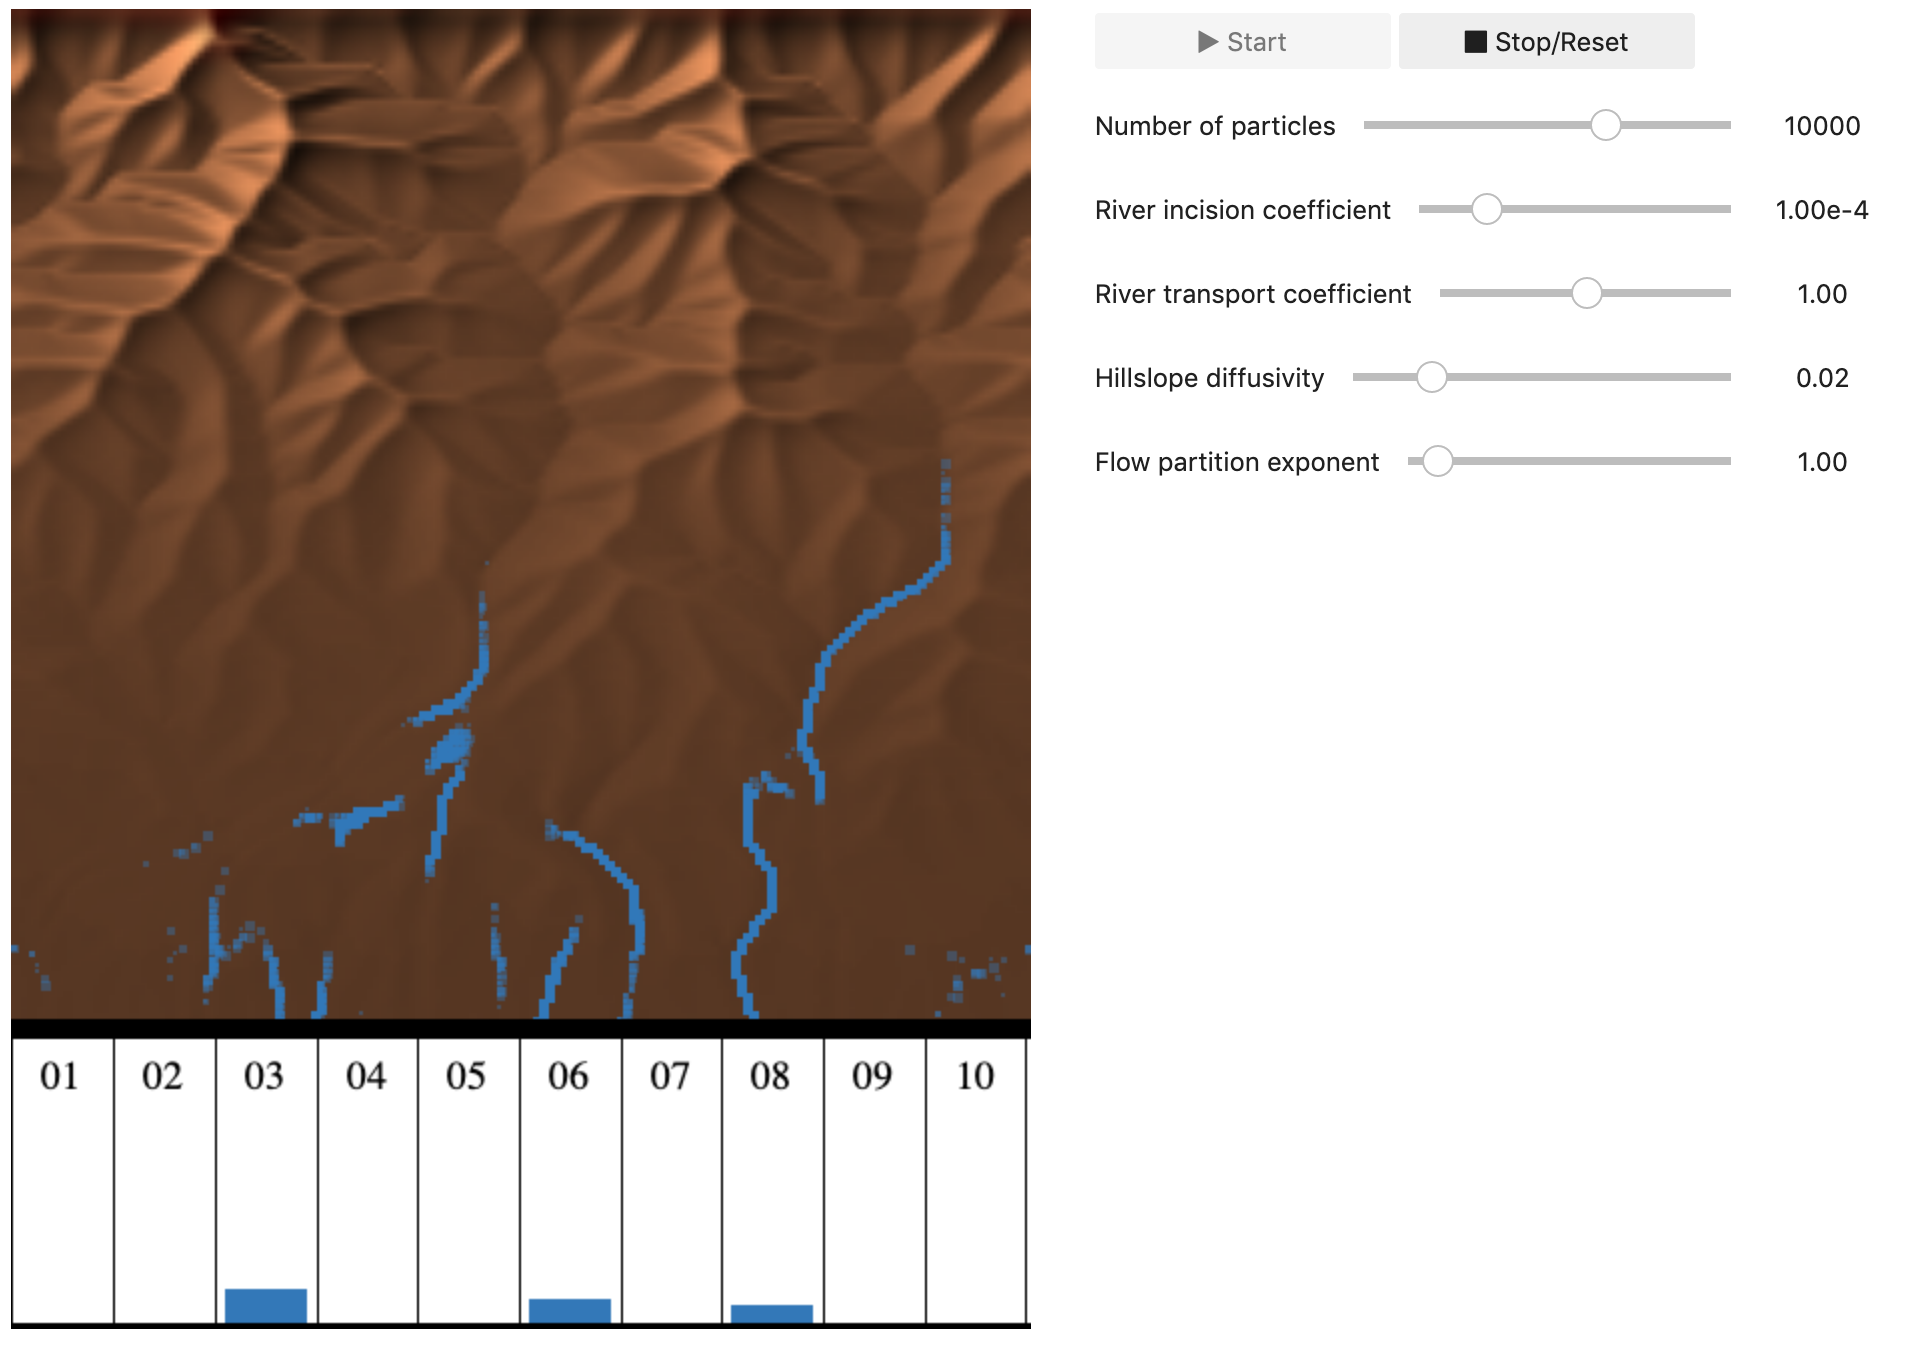 ▶ Start ■ Stop/Reset
Number of particles 10000
River incision coefficient 1.00e-4
River transport coefficient 1.00
Hillslope diffusivity 0.02
Flow partition exponent 1.00
01 02 03 04 05 06 07 08 09 10